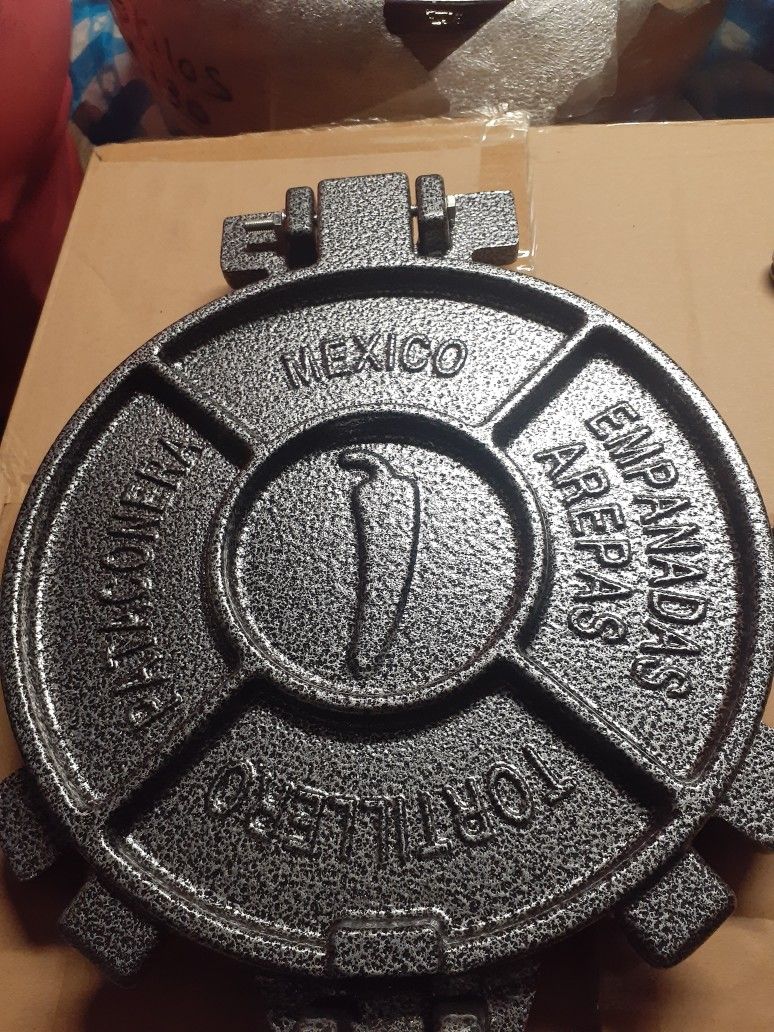 MEXICO
EMPANADAS
AREPAS
TORTILLERO
PATACONERA